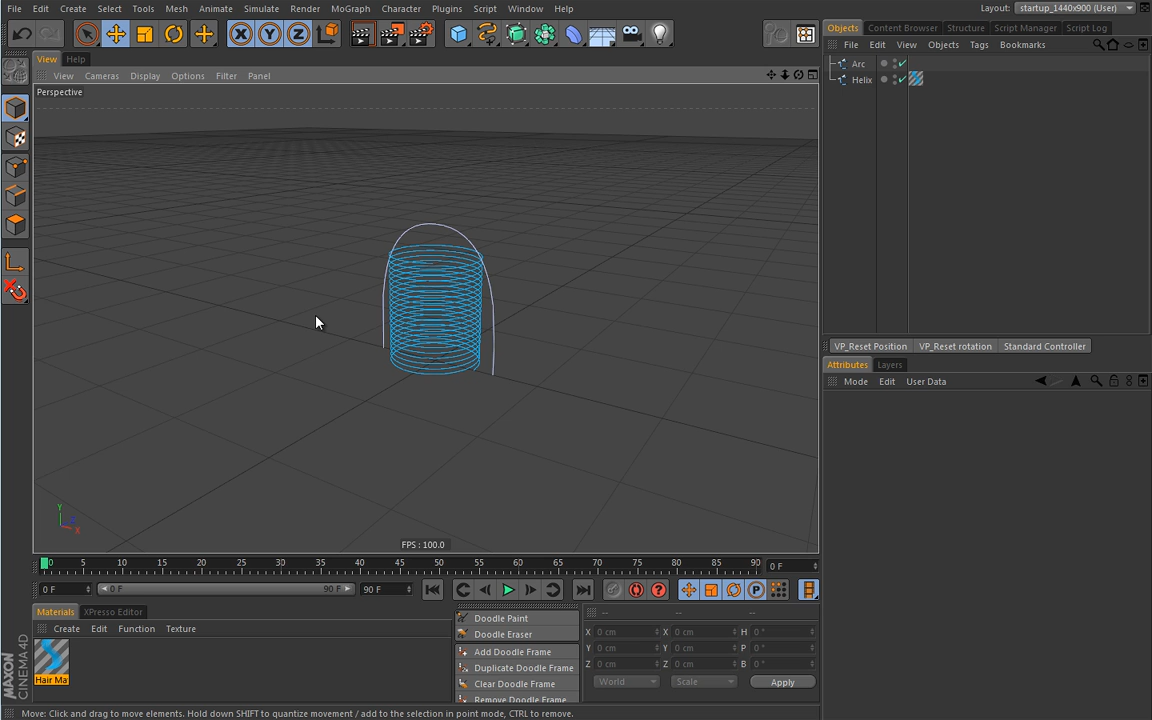 File Edit Create Select Tools Mesh Animate Simulate Render MoGraph Character Plugins Script Window Help Layout: startup_1440x900 (User)
X Y Z Objects Content Browser Structure Script Manager Script Log
File Edit View Objects Tags Bookmarks
View Help
View Cameras Display Options Filter Panel
Perspective
Arc
Helix
Y
X
FPS : 100.0
VP_Reset Position VP_Reset rotation Standard Controller
Attributes Layers
Mode Edit User Data
0 5 10 15 20 25 30 35 40 45 50 55 60 65 70 75 80 85 90 0 F
0 F 0 F 90 F 90 F P
Materials XPresso Editor
Create Edit Function Texture
Hair Ma
Doodle Paint
Doodle Eraser
Add Doodle Frame
Duplicate Doodle Frame
Clear Doodle Frame
Remove Doodle Frame
-- -- --
X 0 cm X 0 cm H 0 °
Y 0 cm Y 0 cm P 0 °
Z 0 cm Z 0 cm B 0 °
World Scale Apply
MAXON
CINEMA 4D
Move: Click and drag to move elements. Hold down SHIFT to quantize movement / add to the selection in point mode, CTRL to remove.